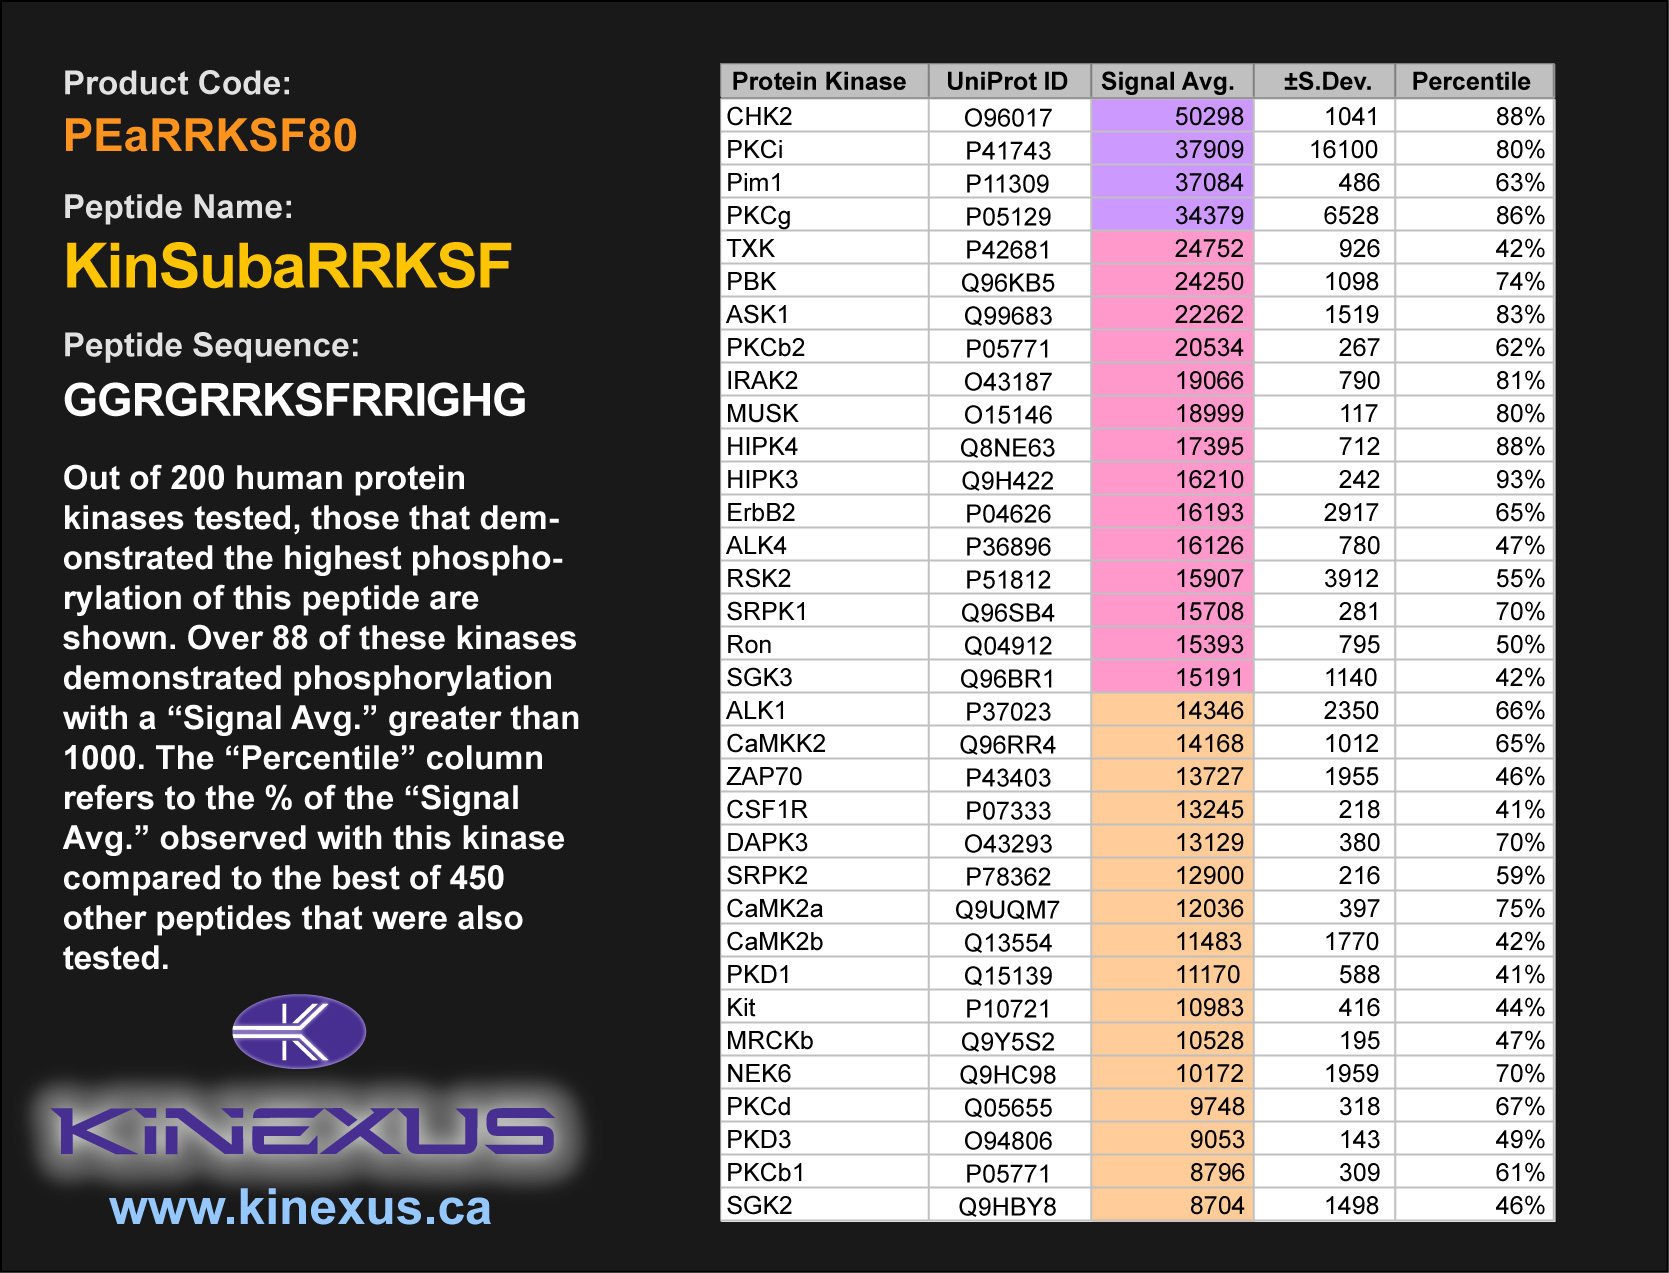 Product Code:
PEaRRKSF80
Peptide Name:
KinSubaRRKSF
Peptide Sequence:
GGRGRRKSFRRIGHG
Out of 200 human protein
kinases tested, those that dem-
onstrated the highest phospho-
rylation of this peptide are
shown. Over 88 of these kinases
demonstrated phosphorylation
with a “Signal Avg.” greater than
1000. The “Percentile” column
refers to the % of the “Signal
Avg.” observed with this kinase
compared to the best of 450
other peptides that were also
tested.
KiNEXUS
www.kinexus.ca
Protein Kinase UniProt ID Signal Avg. ±S.Dev. Percentile
CHK2 O96017 50298 1041 88%
PKCi P41743 37909 16100 80%
Pim1 P11309 37084 486 63%
PKCg P05129 34379 6528 86%
TXK P42681 24752 926 42%
PBK Q96KB5 24250 1098 74%
ASK1 Q99683 22262 1519 83%
PKCb2 P05771 20534 267 62%
IRAK2 O43187 19066 790 81%
MUSK O15146 18999 117 80%
HIPK4 Q8NE63 17395 712 88%
HIPK3 Q9H422 16210 242 93%
ErbB2 P04626 16193 2917 65%
ALK4 P36896 16126 780 47%
RSK2 P51812 15907 3912 55%
SRPK1 Q96SB4 15708 281 70%
Ron Q04912 15393 795 50%
SGK3 Q96BR1 15191 1140 42%
ALK1 P37023 14346 2350 66%
CaMKK2 Q96RR4 14168 1012 65%
ZAP70 P43403 13727 1955 46%
CSF1R P07333 13245 218 41%
DAPK3 O43293 13129 380 70%
SRPK2 P78362 12900 216 59%
CaMK2a Q9UQM7 12036 397 75%
CaMK2b Q13554 11483 1770 42%
PKD1 Q15139 11170 588 41%
Kit P10721 10983 416 44%
MRCKb Q9Y5S2 10528 195 47%
NEK6 Q9HC98 10172 1959 70%
PKCd Q05655 9748 318 67%
PKD3 O94806 9053 143 49%
PKCb1 P05771 8796 309 61%
SGK2 Q9HBY8 8704 1498 46%